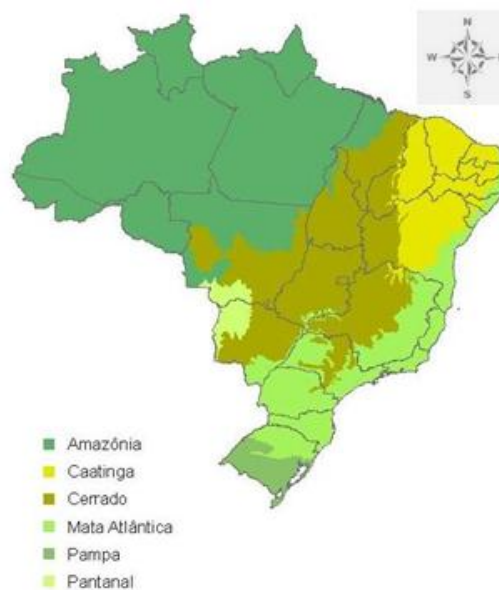 N
W
S
Amazônia
Caatinga
Cerrado
Mata Atlântica
Pampa
Pantanal